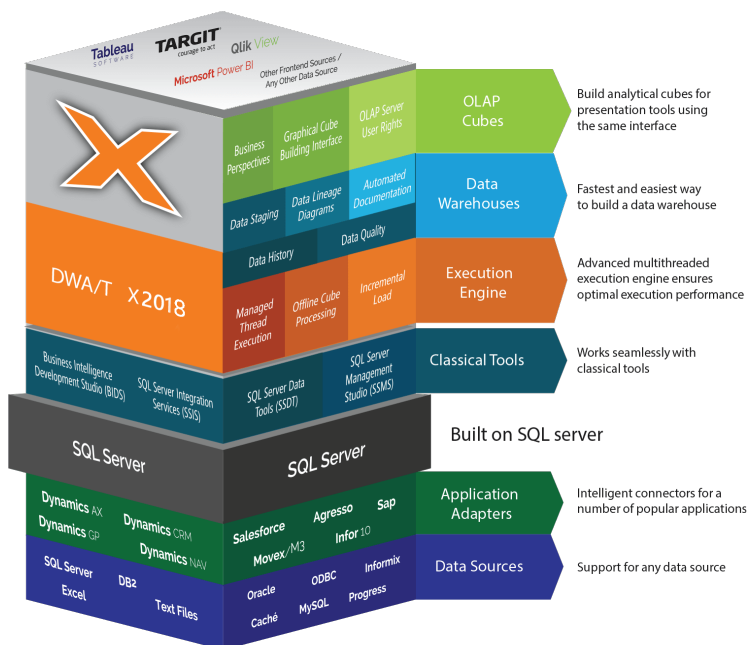 Tableau
SOFTWARE
TARGIT
courage to act
Qlik View
Microsoft Power BI
Other Frontend Sources /
Any Other Data Source
X
DWA/T X 2018
Business
Perspectives
Graphical Cube
Building Interface
OLAP Server
User Rights
OLAP
Cubes
Build analytical cubes for
presentation tools using
the same interface
Data Staging
Data Lineage
Diagrams
Automated
Documentation
Data History
Data Quality
Data
Warehouses
Fastest and easiest way
to build a data warehouse
Managed
Thread
Execution
Offline Cube
Processing
Incremental
Load
Execution
Engine
Advanced multithreaded
execution engine ensures
optimal execution performance
Business Intelligence
Development Studio (BIDS)
SQL Server Integration
Services (SSIS)
SQL Server Data
Tools (SSDT)
SQL Server
Management
Studio (SSMS)
Classical Tools
Works seamlessly with
classical tools
SQL Server
SQL Server
Built on SQL server
Dynamics AX
Dynamics CRM
Dynamics GP
Dynamics NAV
Salesforce
Agresso
Sap
Movex/M3
Infor 10
Application
Adapters
Intelligent connectors for a
number of popular applications
SQL Server
DB2
Excel
Text Files
Oracle
ODBC
Informix
Caché
MySQL
Progress
Data Sources
Support for any data source